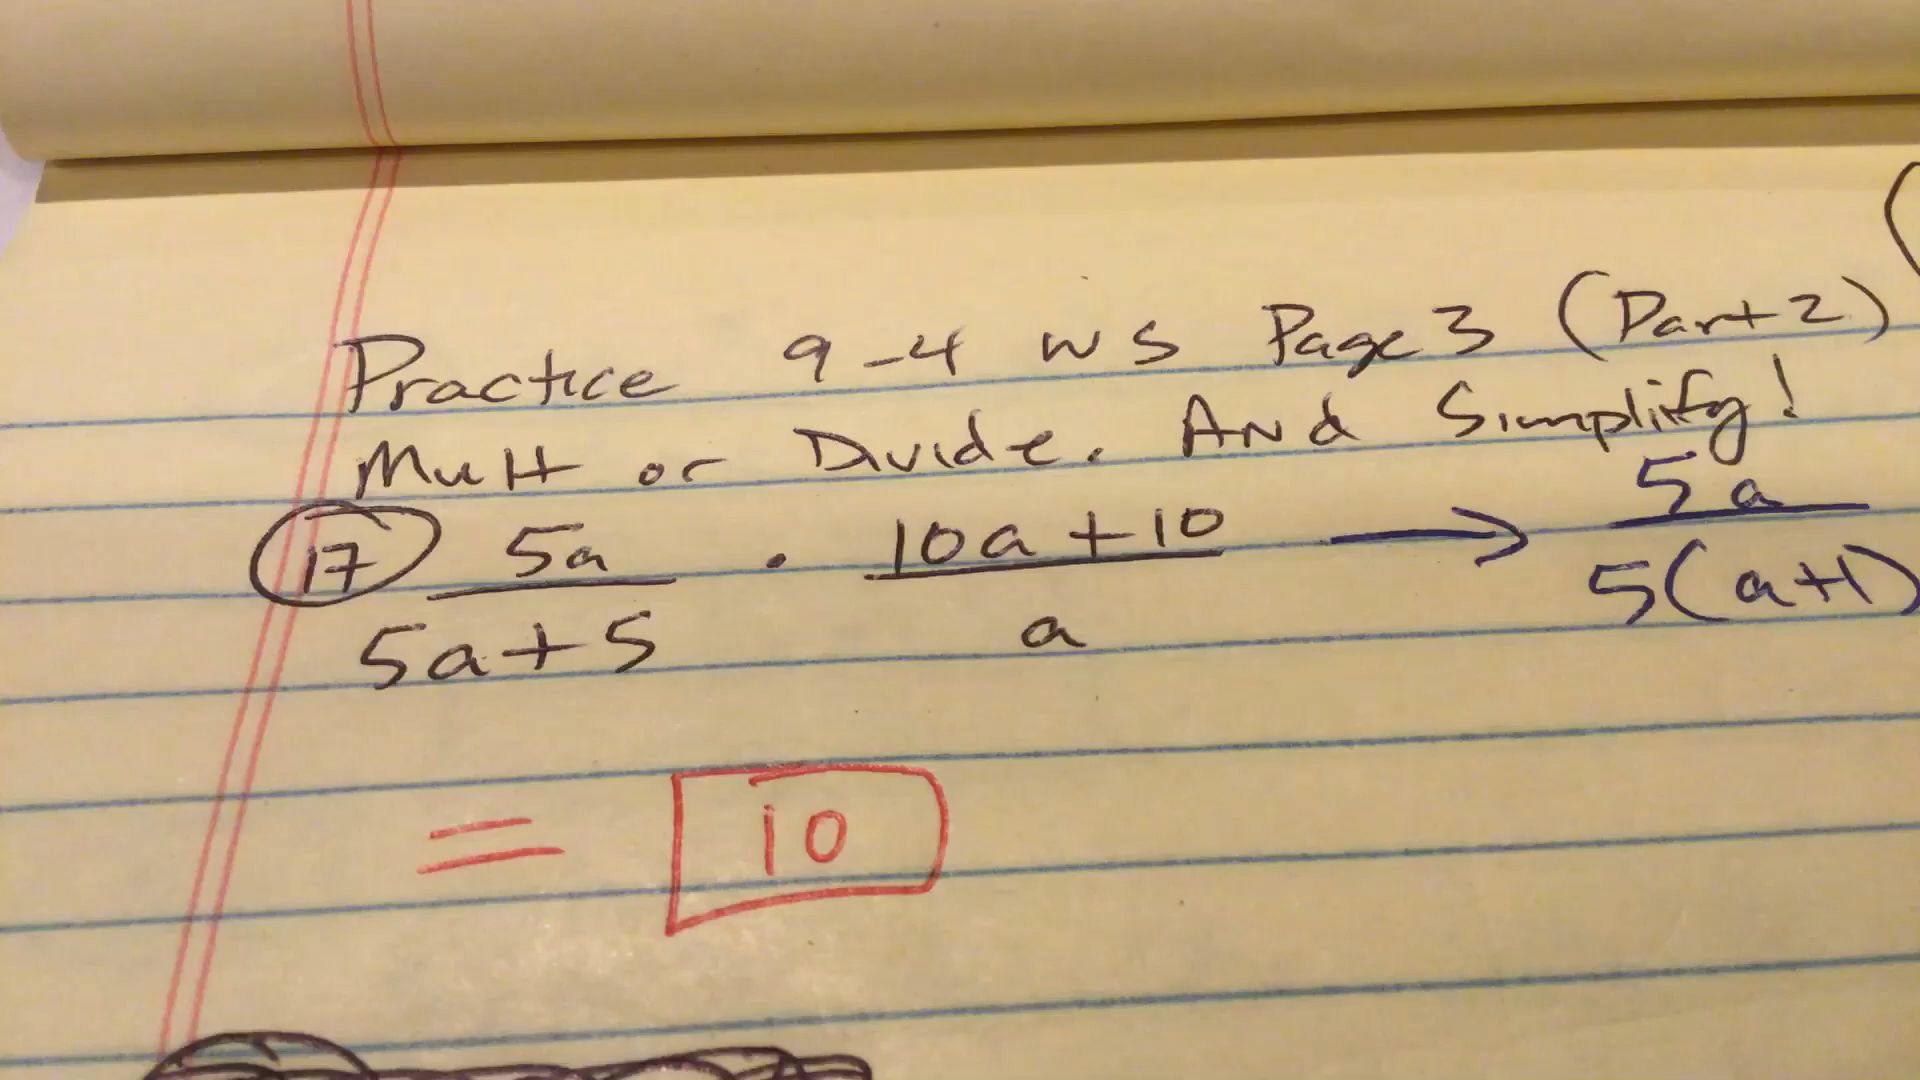 Practice 9-4 WS Page 3 (Part 2)
Mult or Divide. And Simplify!
17 5a/5a+5 · 10a+10/a → 5a/5(a+1)
= 10